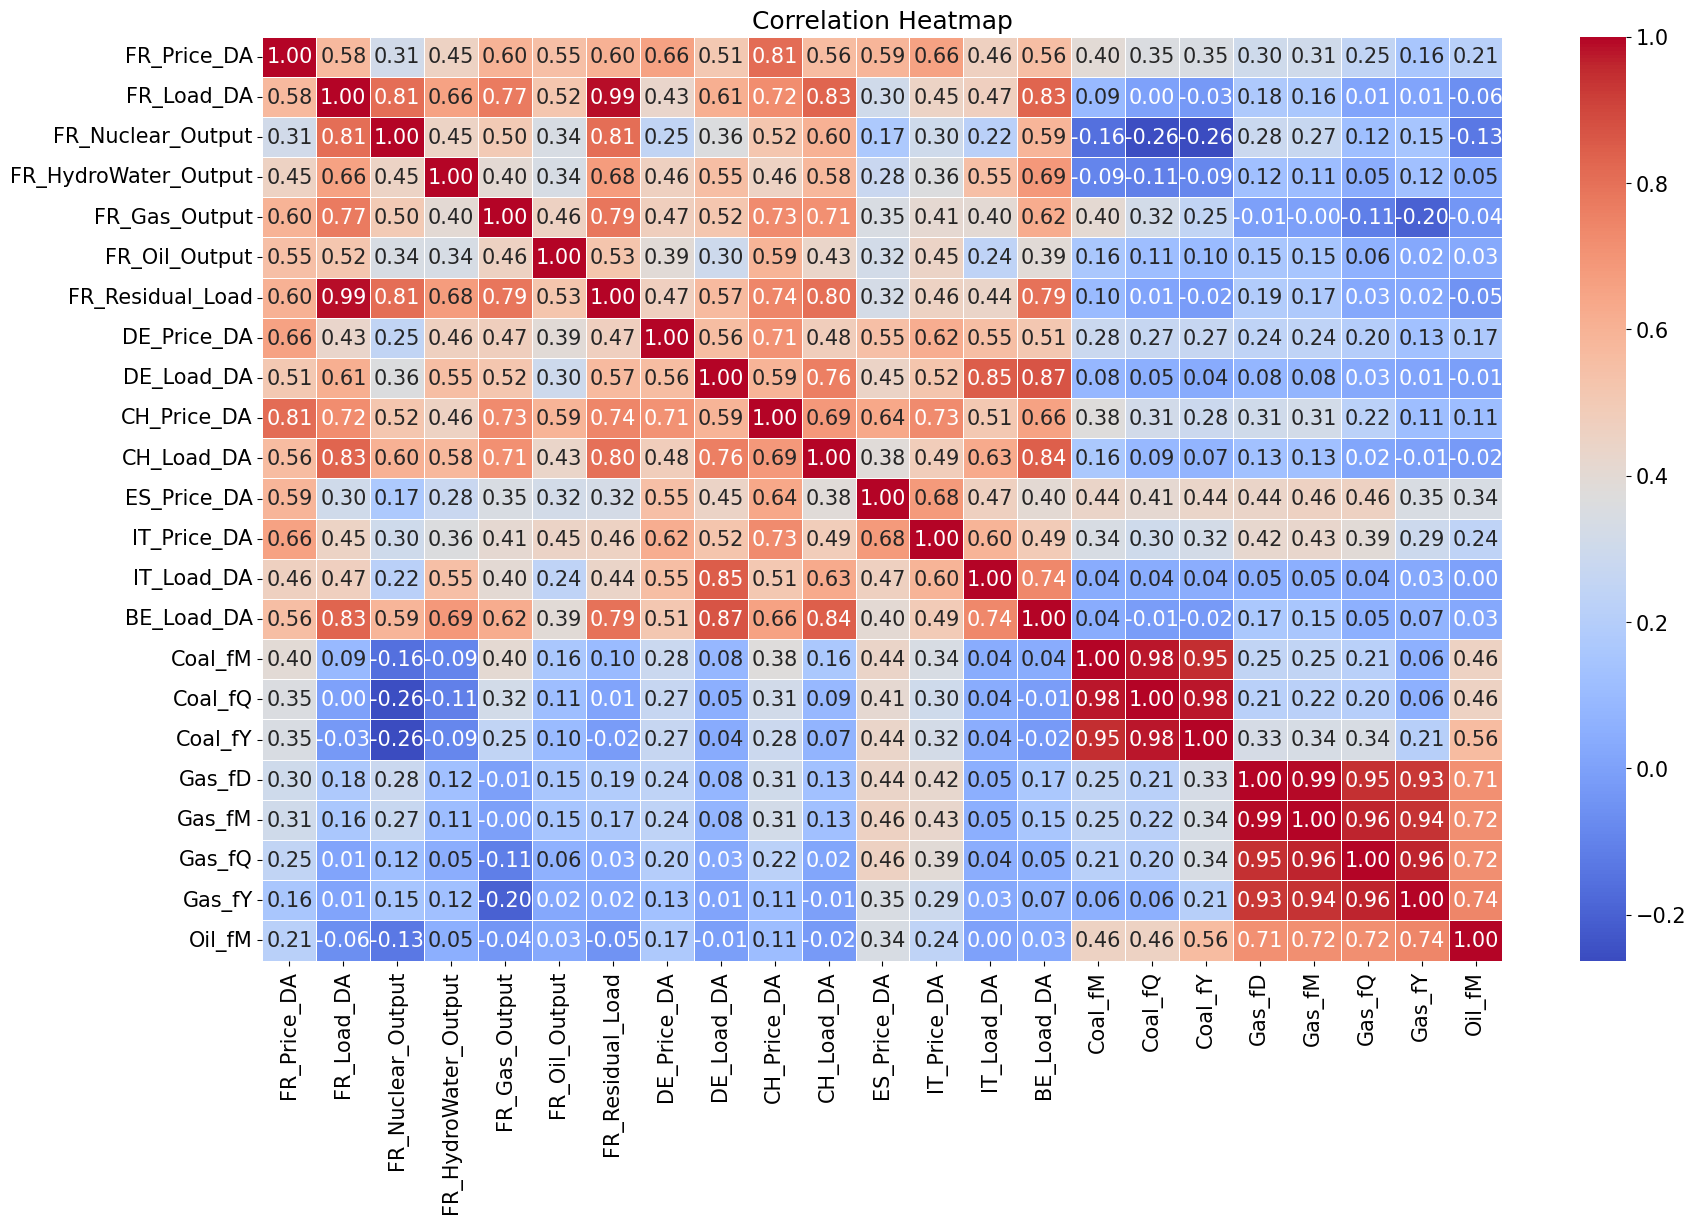 Correlation Heatmap
FR_Price_DA 1.00 0.58 0.31 0.45 0.60 0.55 0.60 0.66 0.51 0.81 0.56 0.59 0.66 0.46 0.56 0.40 0.35 0.35 0.30 0.31 0.25 0.16 0.21
FR_Load_DA 0.58 1.00 0.81 0.66 0.77 0.52 0.99 0.43 0.61 0.72 0.83 0.30 0.45 0.47 0.83 0.09 0.00 -0.03 0.18 0.16 0.01 0.01 -0.06
FR_Nuclear_Output 0.31 0.81 1.00 0.45 0.50 0.34 0.81 0.25 0.36 0.52 0.60 0.17 0.30 0.22 0.59 -0.16 -0.26 -0.26 0.28 0.27 0.12 0.15 -0.13
FR_HydroWater_Output 0.45 0.66 0.45 1.00 0.40 0.34 0.68 0.46 0.55 0.46 0.58 0.28 0.36 0.55 0.69 -0.09 -0.11 -0.09 0.12 0.11 0.05 0.12 0.05
FR_Gas_Output 0.60 0.77 0.50 0.40 1.00 0.46 0.79 0.47 0.52 0.73 0.71 0.35 0.41 0.40 0.62 0.40 0.32 0.25 -0.01 -0.00 -0.11 -0.20 -0.04
FR_Oil_Output 0.55 0.52 0.34 0.34 0.46 1.00 0.53 0.39 0.30 0.59 0.43 0.32 0.45 0.24 0.39 0.16 0.11 0.10 0.15 0.15 0.06 0.02 0.03
FR_Residual_Load 0.60 0.99 0.81 0.68 0.79 0.53 1.00 0.47 0.57 0.74 0.80 0.32 0.46 0.44 0.79 0.10 0.01 -0.02 0.19 0.17 0.03 0.02 -0.05
DE_Price_DA 0.66 0.43 0.25 0.46 0.47 0.39 0.47 1.00 0.56 0.71 0.48 0.55 0.62 0.55 0.51 0.28 0.27 0.27 0.24 0.24 0.20 0.13 0.17
DE_Load_DA 0.51 0.61 0.36 0.55 0.52 0.30 0.57 0.56 1.00 0.59 0.76 0.45 0.52 0.85 0.87 0.08 0.05 0.04 0.08 0.08 0.03 0.01 -0.01
CH_Price_DA 0.81 0.72 0.52 0.46 0.73 0.59 0.74 0.71 0.59 1.00 0.69 0.64 0.73 0.51 0.66 0.38 0.31 0.28 0.31 0.31 0.22 0.11 0.11
CH_Load_DA 0.56 0.83 0.60 0.58 0.71 0.43 0.80 0.48 0.76 0.69 1.00 0.38 0.49 0.63 0.84 0.16 0.09 0.07 0.13 0.13 0.02 -0.01 -0.02
ES_Price_DA 0.59 0.30 0.17 0.28 0.35 0.32 0.32 0.55 0.45 0.64 0.38 1.00 0.68 0.47 0.40 0.44 0.41 0.44 0.44 0.46 0.46 0.35 0.34
IT_Price_DA 0.66 0.45 0.30 0.36 0.41 0.45 0.46 0.62 0.52 0.73 0.49 0.68 1.00 0.60 0.49 0.34 0.30 0.32 0.42 0.43 0.39 0.29 0.24
IT_Load_DA 0.46 0.47 0.22 0.55 0.40 0.24 0.44 0.55 0.85 0.51 0.63 0.47 0.60 1.00 0.74 0.04 0.04 0.04 0.05 0.05 0.04 0.03 0.00
BE_Load_DA 0.56 0.83 0.59 0.69 0.62 0.39 0.79 0.51 0.87 0.66 0.84 0.40 0.49 0.74 1.00 0.04 -0.01 -0.02 0.17 0.15 0.05 0.07 0.03
Coal_fM 0.40 0.09 -0.16 -0.09 0.40 0.16 0.10 0.28 0.08 0.38 0.16 0.44 0.34 0.04 0.04 1.00 0.98 0.95 0.25 0.25 0.21 0.06 0.46
Coal_fQ 0.35 0.00 -0.26 -0.11 0.32 0.11 0.01 0.27 0.05 0.31 0.09 0.41 0.30 0.04 -0.01 0.98 1.00 0.98 0.21 0.22 0.20 0.06 0.46
Coal_fY 0.35 -0.03 -0.26 -0.09 0.25 0.10 -0.02 0.27 0.04 0.28 0.07 0.44 0.32 0.04 -0.02 0.95 0.98 1.00 0.33 0.34 0.34 0.21 0.56
Gas_fD 0.30 0.18 0.28 0.12 -0.01 0.15 0.19 0.24 0.08 0.31 0.13 0.44 0.42 0.05 0.17 0.25 0.21 0.33 1.00 0.99 0.95 0.93 0.71
Gas_fM 0.31 0.16 0.27 0.11 -0.00 0.15 0.17 0.24 0.08 0.31 0.13 0.46 0.43 0.05 0.15 0.25 0.22 0.34 0.99 1.00 0.96 0.94 0.72
Gas_fQ 0.25 0.01 0.12 0.05 -0.11 0.06 0.03 0.20 0.03 0.22 0.02 0.46 0.39 0.04 0.05 0.21 0.20 0.34 0.95 0.96 1.00 0.96 0.72
Gas_fY 0.16 0.01 0.15 0.12 -0.20 0.02 0.02 0.13 0.01 0.11 -0.01 0.35 0.29 0.03 0.07 0.06 0.06 0.21 0.93 0.94 0.96 1.00 0.74
Oil_fM 0.21 -0.06 -0.13 0.05 -0.04 0.03 -0.05 0.17 -0.01 0.11 -0.02 0.34 0.24 0.00 0.03 0.46 0.46 0.56 0.71 0.72 0.72 0.74 1.00
FR_Price_DA
FR_Load_DA
FR_Nuclear_Output
FR_HydroWater_Output
FR_Gas_Output
FR_Oil_Output
FR_Residual_Load
DE_Price_DA
DE_Load_DA
CH_Price_DA
CH_Load_DA
ES_Price_DA
IT_Price_DA
IT_Load_DA
BE_Load_DA
Coal_fM
Coal_fQ
Coal_fY
Gas_fD
Gas_fM
Gas_fQ
Gas_fY
Oil_fM
1.0
0.8
0.6
0.4
0.2
0.0
−0.2